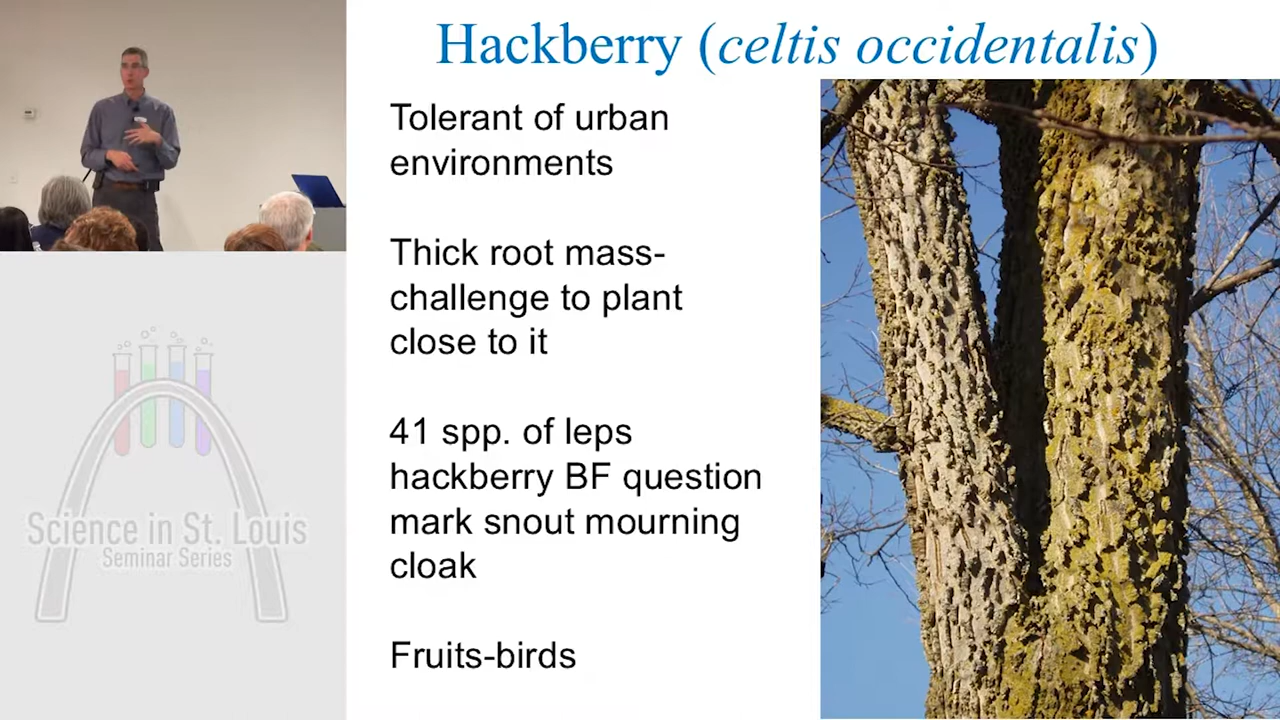 Hackberry (celtis occidentalis)
Tolerant of urban
environments
Thick root mass-
challenge to plant
close to it
41 spp. of leps
hackberry BF question
mark snout mourning
cloak
Fruits-birds
Science in St. Louis
Seminar Series